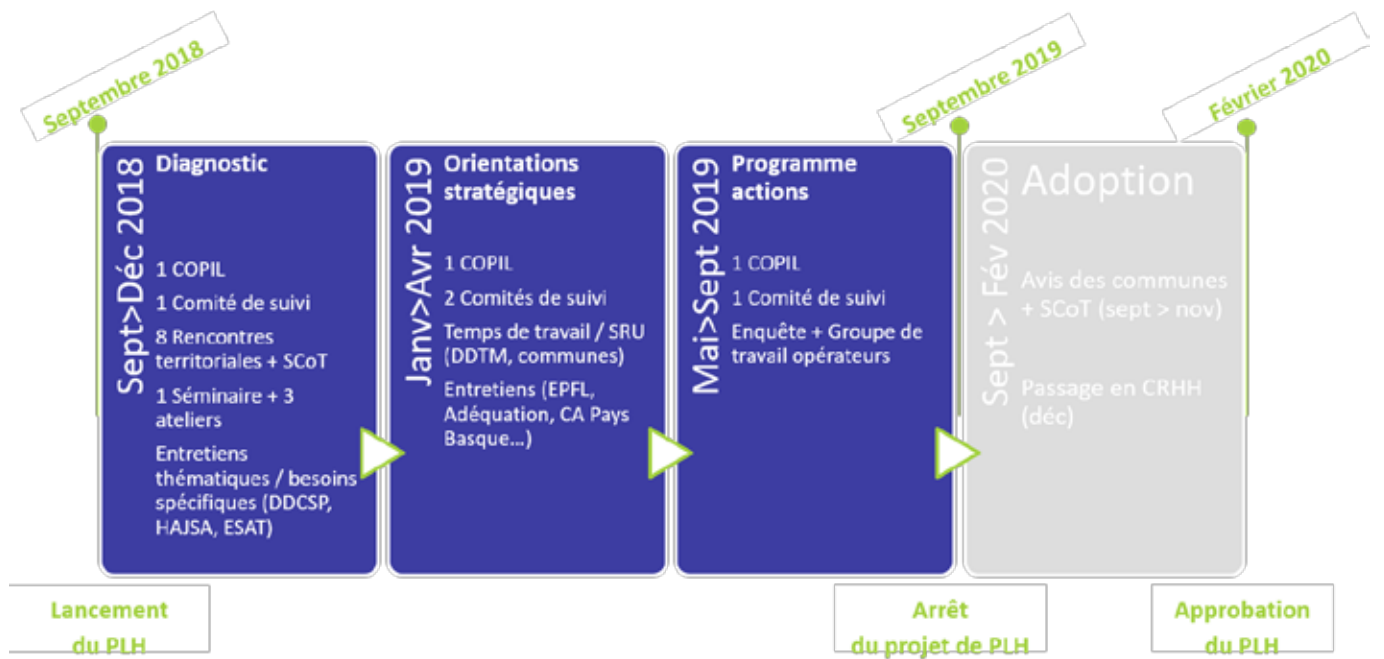 Septembre 2018
Septembre 2019
Février 2020
Sept>Déc 2018
Diagnostic
1 COPIL
1 Comité de suivi
8 Rencontres
territoriales + SCoT
1 Séminaire + 3
ateliers
Entretiens
thématiques / besoins
spécifiques (DDCSP,
HAJSA, ESAT)
Janv>Avr 2019
Orientations
stratégiques
1 COPIL
2 Comités de suivi
Temps de travail / SRU
(DDTM, communes)
Entretiens (EPFL,
Adéquation, CA Pays
Basque...)
Mai>Sept 2019
Programme
actions
1 COPIL
1 Comité de suivi
Enquête + Groupe de
travail opérateurs
Sept > Fév 2020
Adoption
Avis des communes
+ SCoT (sept > nov)
Passage en CRHH
(déc)
Lancement
du PLH
Arrêt
du projet de PLH
Approbation
du PLH